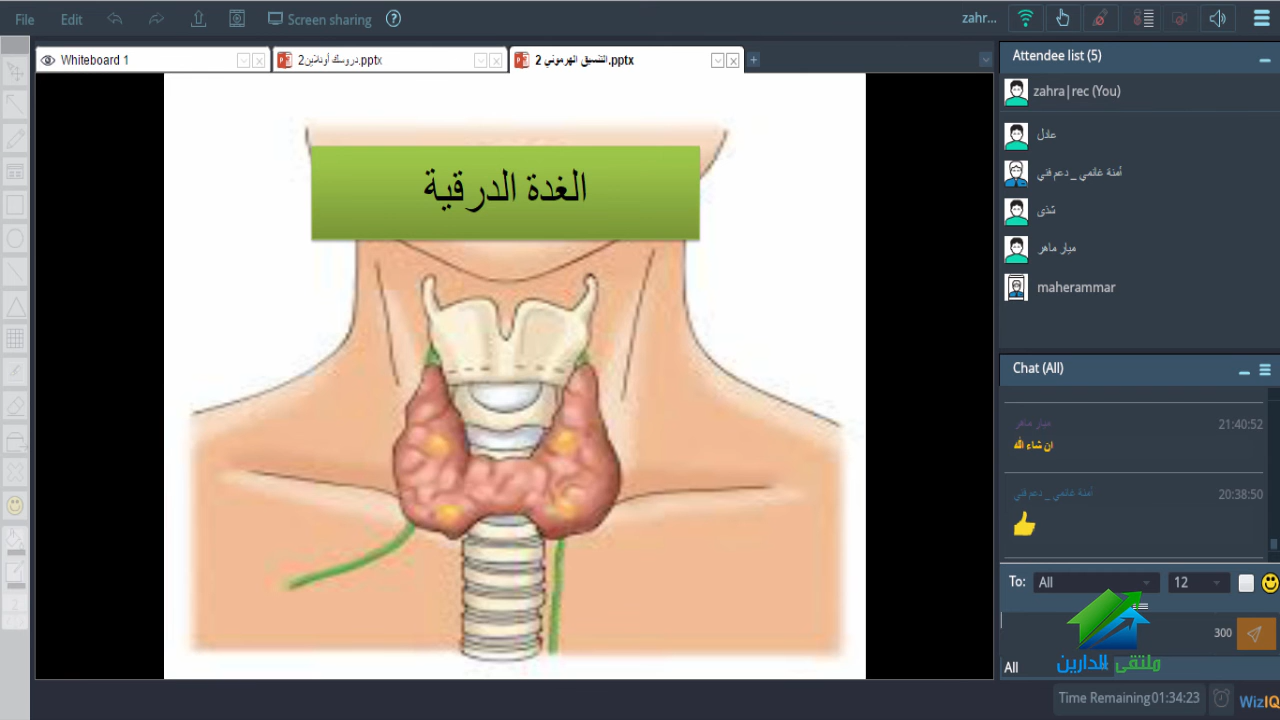 File Edit Screen sharing
zahr...
Whiteboard 1
دروسك أونلاين2.pptx
التنسيق الهرموني 2.pptx
الغدة الدرقية
Attendee list (5)
zahra|rec (You)
عادل
أمنة غانمي _ دعم فني
شذى
ميار ماهر
maherammar
Chat (All)
ميار ماهر 21:40:52
ان شاء الله
أمنة غانمي _ دعم فني 20:38:50
To: All 12
300
All
ملتقى الدارين
Time Remaining 01:34:23
WizIQ